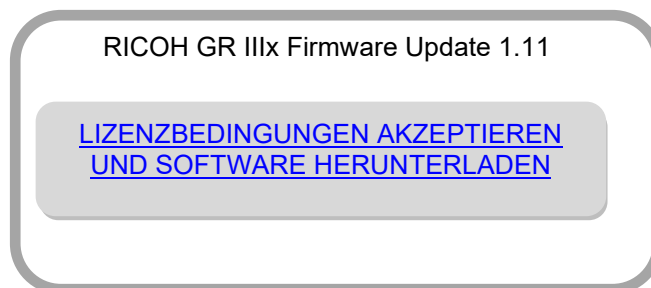 RICOH GR IIIx Firmware Update 1.11
LIZENZBEDINGUNGEN AKZEPTIEREN
UND SOFTWARE HERUNTERLADEN